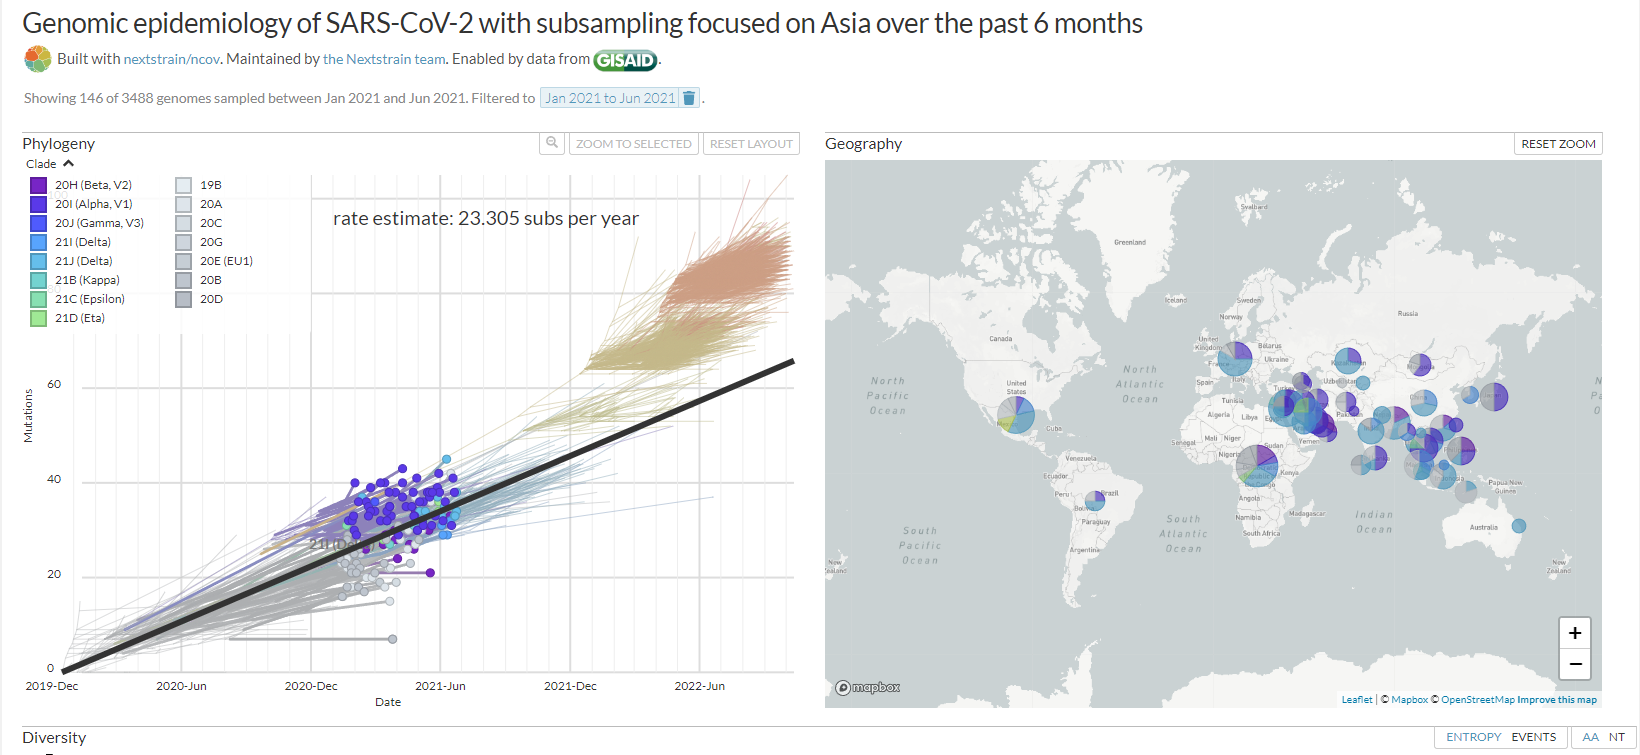 Genomic epidemiology of SARS-CoV-2 with subsampling focused on Asia over the past 6 months
Built with nextstrain/ncov. Maintained by the Nextstrain team. Enabled by data from GISAID.
Showing 146 of 3488 genomes sampled between Jan 2021 and Jun 2021. Filtered to Jan 2021 to Jun 2021.
Phylogeny
ZOOM TO SELECTED
RESET LAYOUT
Clade
20H (Beta, V2)
20I (Alpha, V1)
20J (Gamma, V3)
21I (Delta)
21J (Delta)
21B (Kappa)
21C (Epsilon)
21D (Eta)
19B
20A
20C
20G
20E (EU1)
20B
20D
rate estimate: 23.305 subs per year
Mutations
60
40
20
0
2019-Dec
2020-Jun
2020-Dec
2021-Jun
2021-Dec
2022-Jun
Date
Geography
RESET ZOOM
Svalbard
Greenland
Iceland
Sweden
Norway
Russia
United Kingdom
Belarus
Ukraine
France
Canada
North Pacific Ocean
United States
North Atlantic Ocean
Spain
Italy
Uzbekistan
Tunisia
Algeria
Libya
Cuba
Senegal
Mali
Niger
Sudan
Yemen
Nigeria
Venezuela
Ecuador
Kenya
Peru
Brazil
Angola
Papua New Guinea
Paraguay
Namibia
Madagascar
South Africa
South Pacific Ocean
South Atlantic Ocean
Indian Ocean
Australia
Argentina
New Zealand
+
−
mapbox
Leaflet | © Mapbox © OpenStreetMap Improve this map
Diversity
ENTROPY EVENTS
AA NT